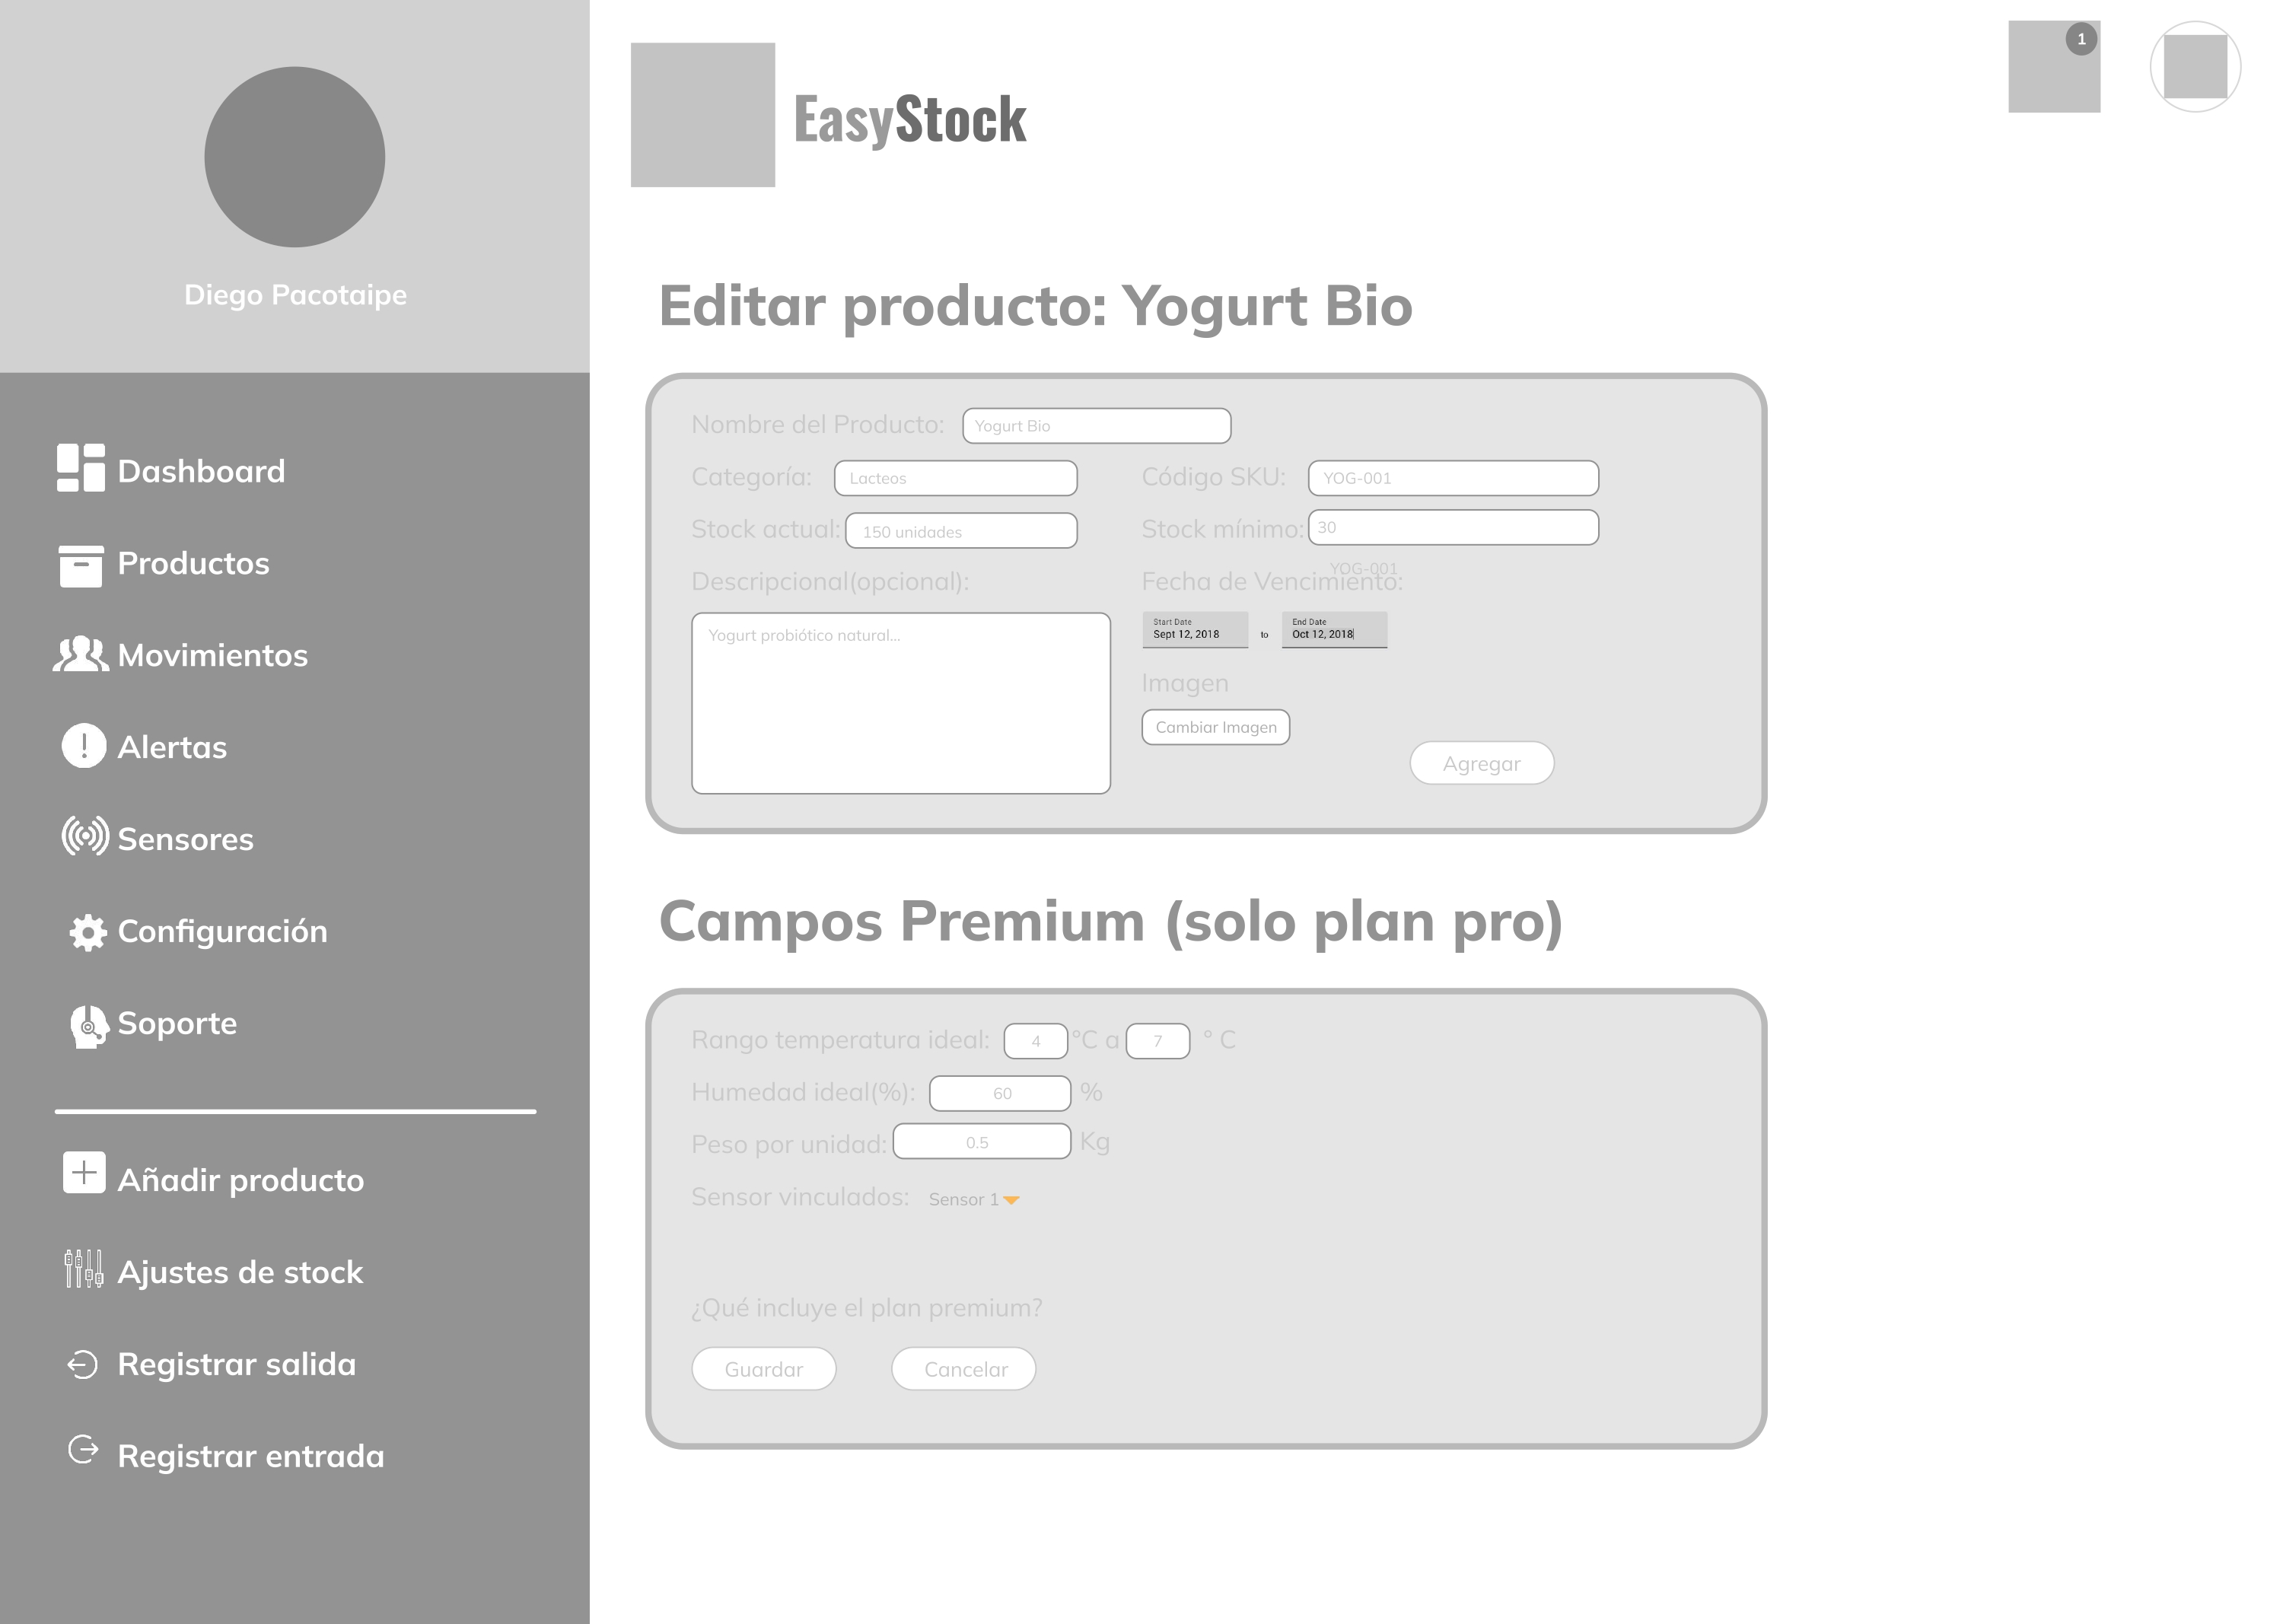 1
EasyStock
Diego Pacotaipe
Dashboard
Productos
Movimientos
Alertas
Sensores
Configuración
Soporte
Añadir producto
Ajustes de stock
Registrar salida
Registrar entrada
Editar producto: Yogurt Bio
Nombre del Producto: Yogurt Bio
Categoría: Lacteos
Código SKU: YOG-001
Stock actual: 150 unidades
Stock mínimo: 30
YOG-001
Descripcional(opcional):
Fecha de Vencimiento:
Yogurt probiótico natural...
Start Date
Sept 12, 2018
to
End Date
Oct 12, 2018
Imagen
Cambiar Imagen
Agregar
Campos Premium (solo plan pro)
Rango temperatura ideal: 4 °C a 7 ° C
Humedad ideal(%): 60 %
Peso por unidad: 0.5 Kg
Sensor vinculados: Sensor 1
¿Qué incluye el plan premium?
Guardar
Cancelar